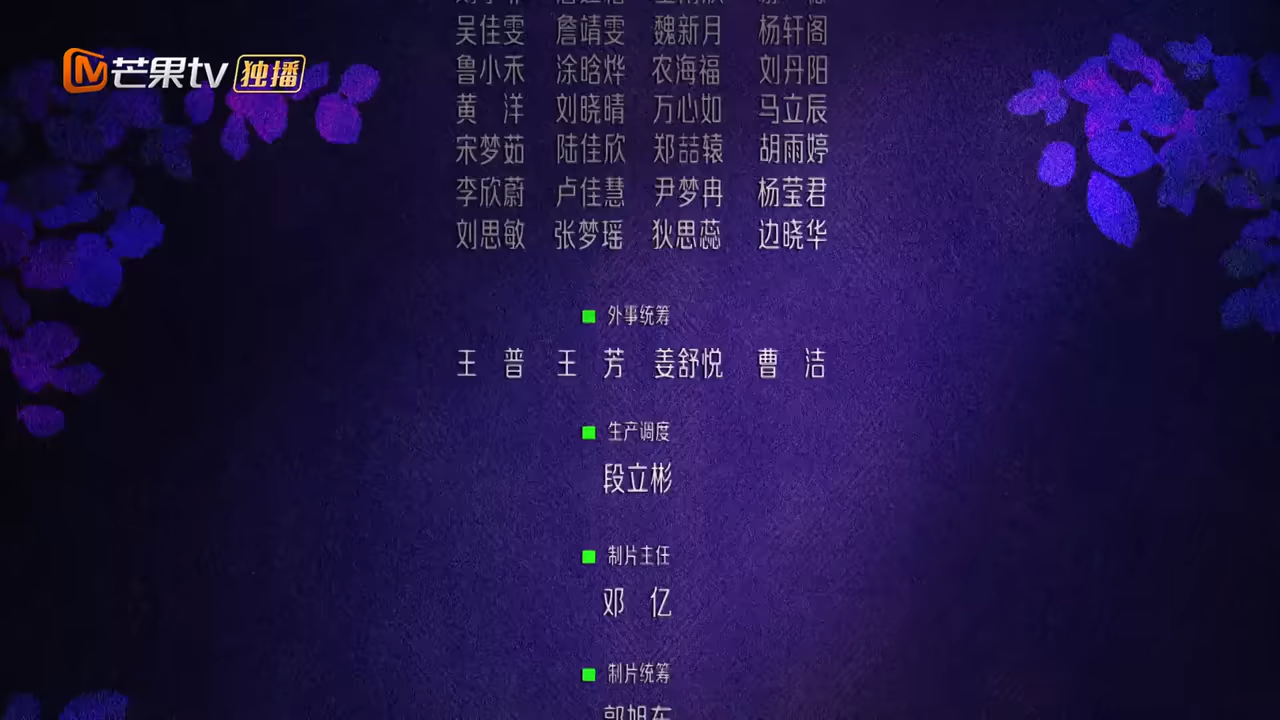 吴佳雯 詹靖雯 魏新月 杨轩阁
芒果tv 独播
鲁小禾 涂晗烨 农海福 刘丹阳
黄 洋 刘晓晴 万心如 马立辰
宋梦茹 陆佳欣 郑喆辕 胡雨婷
李欣蔚 卢佳慧 尹梦冉 杨莹君
刘思敏 张梦瑶 狄思蕊 边晓华
外事统筹
王 普 王 芳 姜舒悦 曹 洁
生产调度
段立彬
制片主任
邓 亿
制片统筹
郭旭东